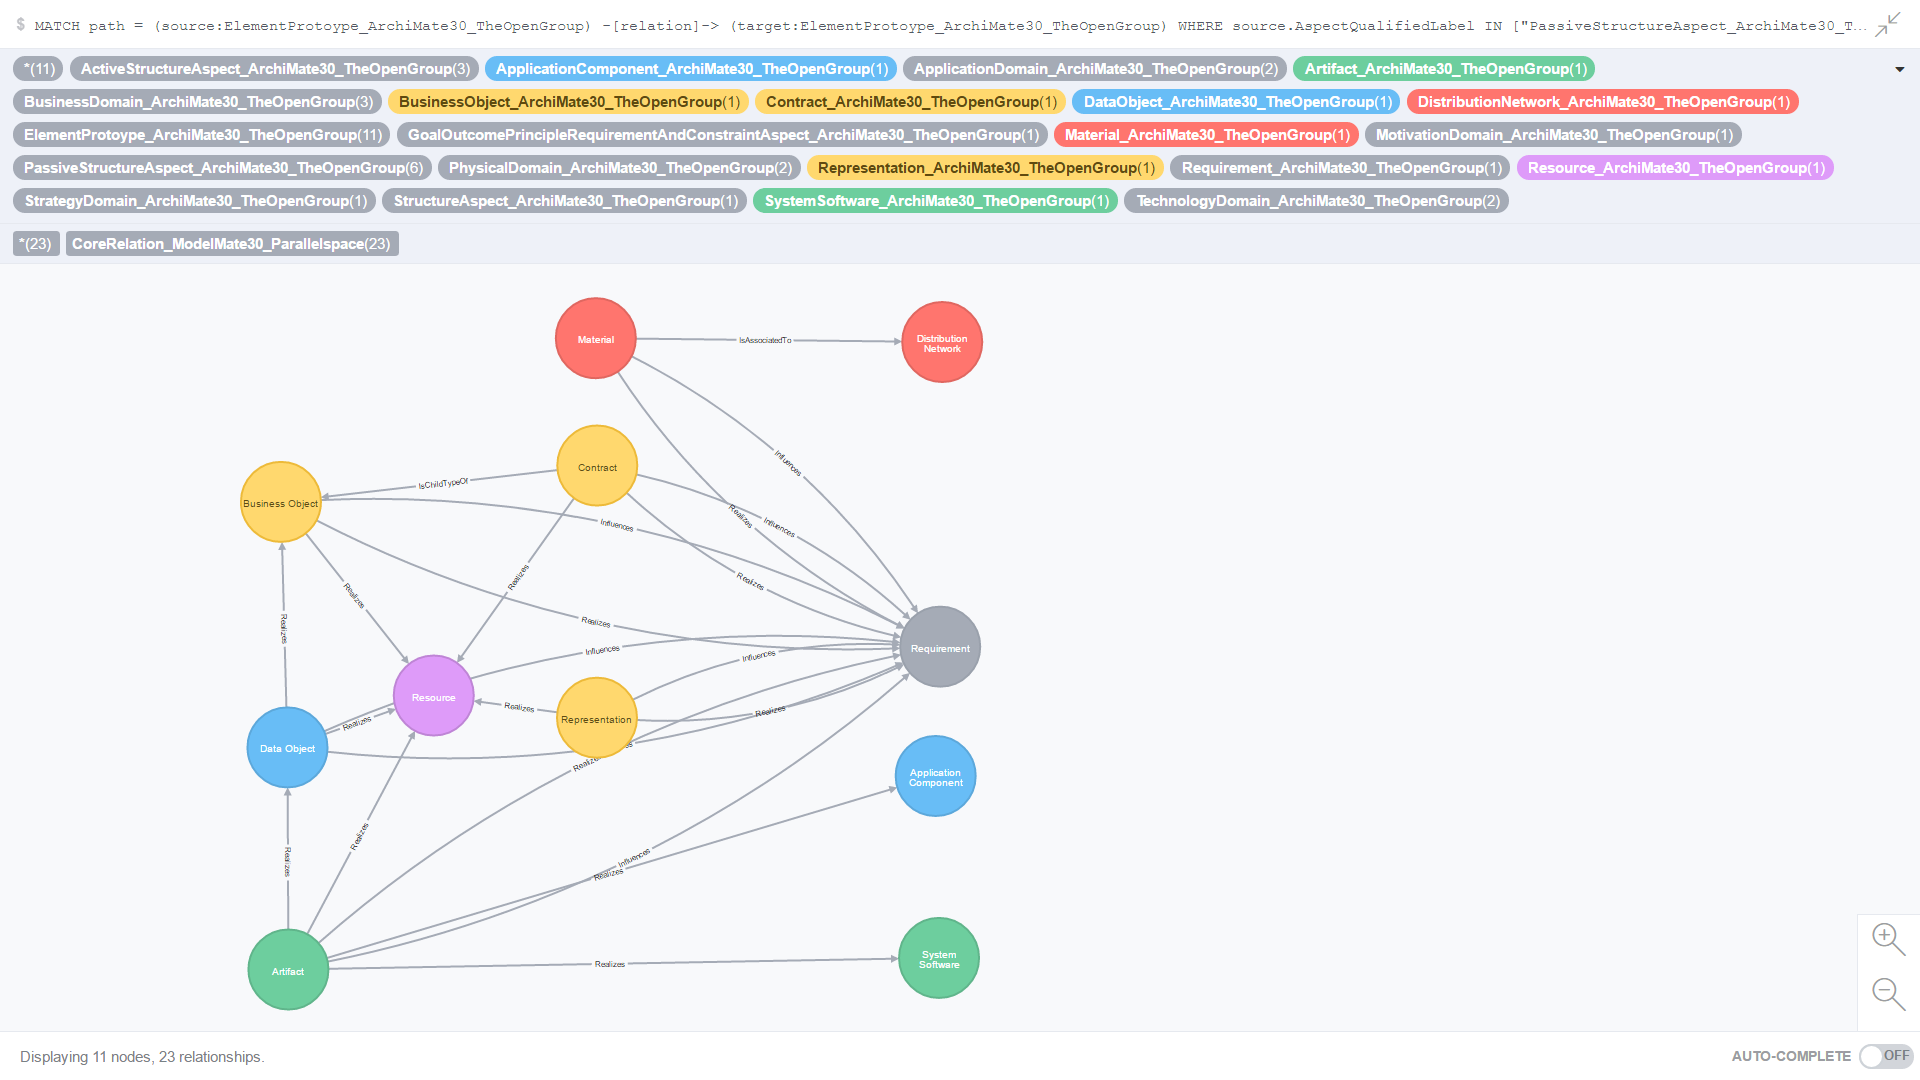 $ MATCH path = (source:ElementProtoype_ArchiMate30_TheOpenGroup) -[relation]-> (target:ElementProtoype_ArchiMate30_TheOpenGroup) WHERE source.AspectQualifiedLabel IN ["PassiveStructureAspect_ArchiMate30_T...
*(11) ActiveStructureAspect_ArchiMate30_TheOpenGroup(3) ApplicationComponent_ArchiMate30_TheOpenGroup(1) ApplicationDomain_ArchiMate30_TheOpenGroup(2) Artifact_ArchiMate30_TheOpenGroup(1)
BusinessDomain_ArchiMate30_TheOpenGroup(3) BusinessObject_ArchiMate30_TheOpenGroup(1) Contract_ArchiMate30_TheOpenGroup(1) DataObject_ArchiMate30_TheOpenGroup(1) DistributionNetwork_ArchiMate30_TheOpenGroup(1)
ElementProtoype_ArchiMate30_TheOpenGroup(11) GoalOutcomePrincipleRequirementAndConstraintAspect_ArchiMate30_TheOpenGroup(1) Material_ArchiMate30_TheOpenGroup(1) MotivationDomain_ArchiMate30_TheOpenGroup(1)
PassiveStructureAspect_ArchiMate30_TheOpenGroup(6) PhysicalDomain_ArchiMate30_TheOpenGroup(2) Representation_ArchiMate30_TheOpenGroup(1) Requirement_ArchiMate30_TheOpenGroup(1) Resource_ArchiMate30_TheOpenGroup(1)
StrategyDomain_ArchiMate30_TheOpenGroup(1) StructureAspect_ArchiMate30_TheOpenGroup(1) SystemSoftware_ArchiMate30_TheOpenGroup(1) TechnologyDomain_ArchiMate30_TheOpenGroup(2)
*(23) CoreRelation_ModelMate30_Parallelspace(23)
Material
IsAssociatedTo
Distribution
Network
Influences
Contract
IsChildTypeOf
Business Object
Realizes
Influences
Influences
Realizes
Realizes
Realizes
Realizes
Realizes
Influences
Influences
Requirement
Resource
Realizes
Representation
Realizes
Realizes
Data Object
Realizes
Application
Component
Realizes
Realizes
Influences
Realizes
System
Software
Realizes
Artifact
Displaying 11 nodes, 23 relationships.
AUTO-COMPLETE OFF